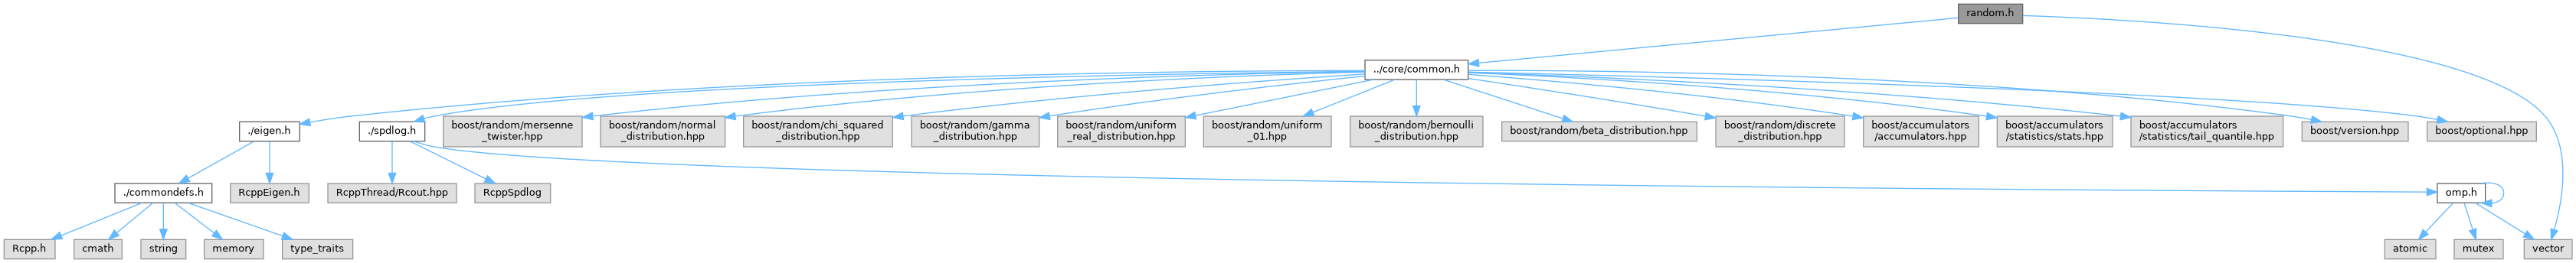 random.h
../core/common.h
./eigen.h
./spdlog.h
boost/random/mersenne
_twister.hpp
boost/random/normal
_distribution.hpp
boost/random/chi_squared
_distribution.hpp
boost/random/gamma
_distribution.hpp
boost/random/uniform
_real_distribution.hpp
boost/random/uniform
_01.hpp
boost/random/bernoulli
_distribution.hpp
boost/random/beta_distribution.hpp
boost/random/discrete
_distribution.hpp
boost/accumulators
/accumulators.hpp
boost/accumulators
/statistics/stats.hpp
boost/accumulators
/statistics/tail_quantile.hpp
boost/version.hpp
boost/optional.hpp
./commondefs.h
RcppEigen.h
RcppThread/Rcout.hpp
RcppSpdlog
omp.h
Rcpp.h
cmath
string
memory
type_traits
atomic
mutex
vector